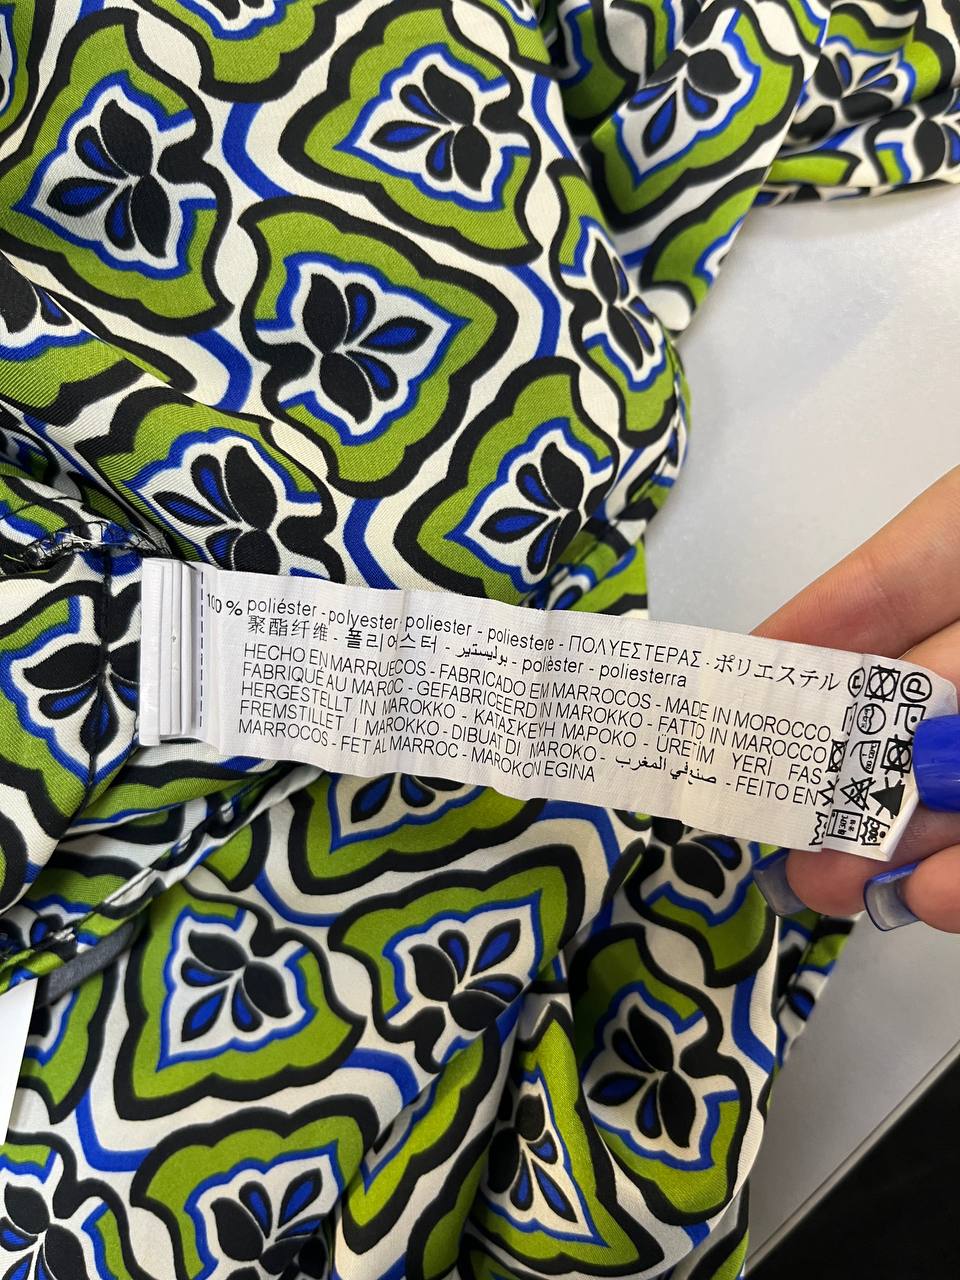 100 % poliéster - polyester - poliester - poliestere - ΠΟΛΥΕΣΤΕΡΑΣ - ポリエステル
聚酯纤维 - 폴리에스터 - بوليستير - polièster - poliesterra
HECHO EN MARRUECOS - FABRICADO EM MARROCOS - MADE IN MOROCCO
FABRIQUÉ AU MAROC - GEFABRICEERD IN MAROKKO - FATTO IN MAROCCO
HERGESTELLT IN MAROKKO - ΚΑΤΑΣΚΕΥΗ ΜΑΡΟΚΟ - ÜRETİM YERİ FAS
FREMSTILLET I MAROKKO - DIBUAT DI MAROKO - صنع في المغرب - FEITO EN
MARROCOS - FET AL MARROC - MAROKON EGINA
P